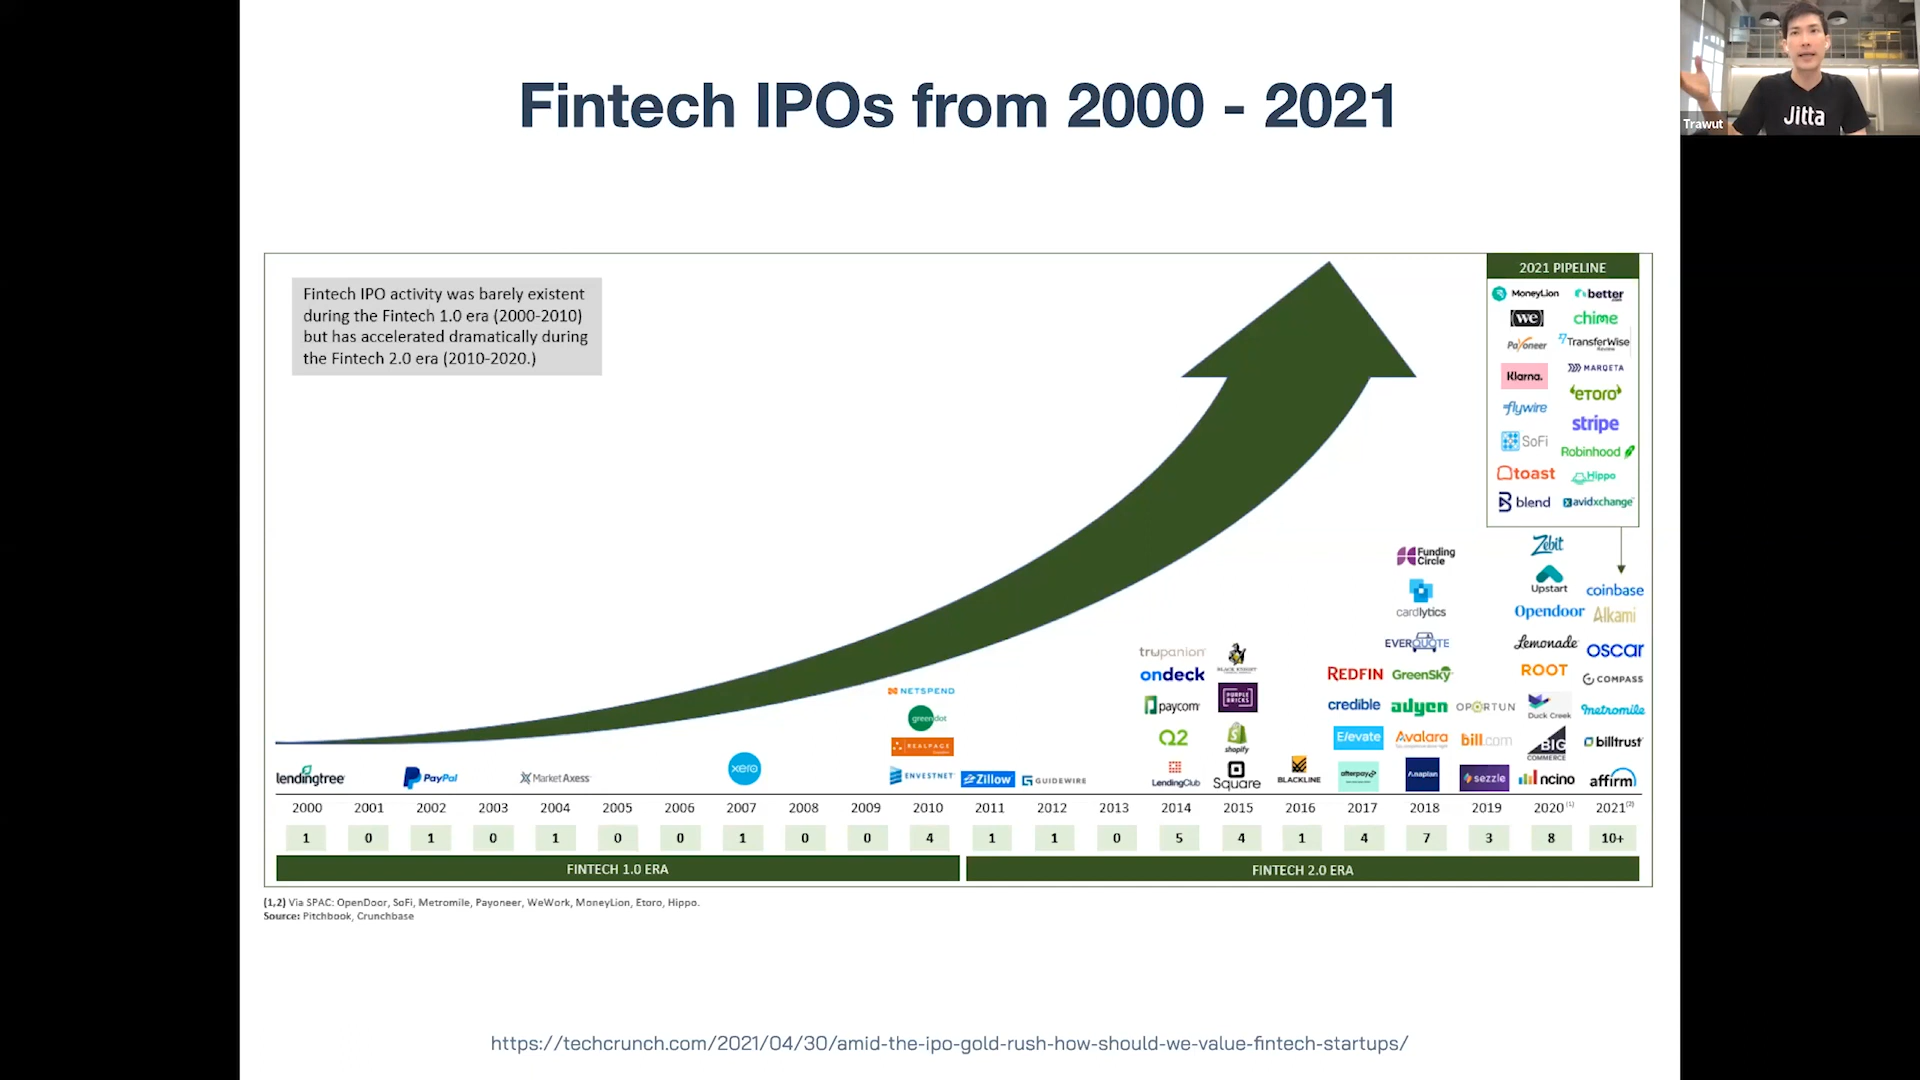 Fintech IPOs from 2000 - 2021
Jitta
Trawut
Fintech IPO activity was barely existent
during the Fintech 1.0 era (2000-2010)
but has accelerated dramatically during
the Fintech 2.0 era (2010-2020.)
2021 PIPELINE
MoneyLion better.com
we chime
Payoneer TransferWise
Klarna. MARQETA
eToro
flywire stripe
SoFi Robinhood
toast Hippo
blend avidxchange
Funding Circle
cardlytics
EVERQUOTE
Zebit
Upstart coinbase
Opendoor Alkami
Lemonade OSCAR
ROOT COMPASS
trupanion
ondeck REDFIN GreenSky
paycom PURPLE BRICKS credible adyen OPORTUN Duck Creek metromile
Q2 shopify Elevate Avalara bill.com BIG COMMERCE billtrust
LendingClub Square BLACKLINE afterpay Anaplan sezzle ncino affirm
BLACK KNIGHT
NETSPEND
greendot
REALPAGE
lendingtree PayPal MarketAxess xero ENVESTNET Zillow GUIDEWIRE
2000 2001 2002 2003 2004 2005 2006 2007 2008 2009 2010 2011 2012 2013 2014 2015 2016 2017 2018 2019 2020 (1) 2021 (2)
1 0 1 0 1 0 0 1 0 0 4 1 1 0 5 4 1 4 7 3 8 10+
FINTECH 1.0 ERA FINTECH 2.0 ERA
(1,2) Via SPAC: OpenDoor, SoFi, Metromile, Payoneer, WeWork, MoneyLion, Etoro, Hippo.
Source: Pitchbook, Crunchbase
https://techcrunch.com/2021/04/30/amid-the-ipo-gold-rush-how-should-we-value-fintech-startups/